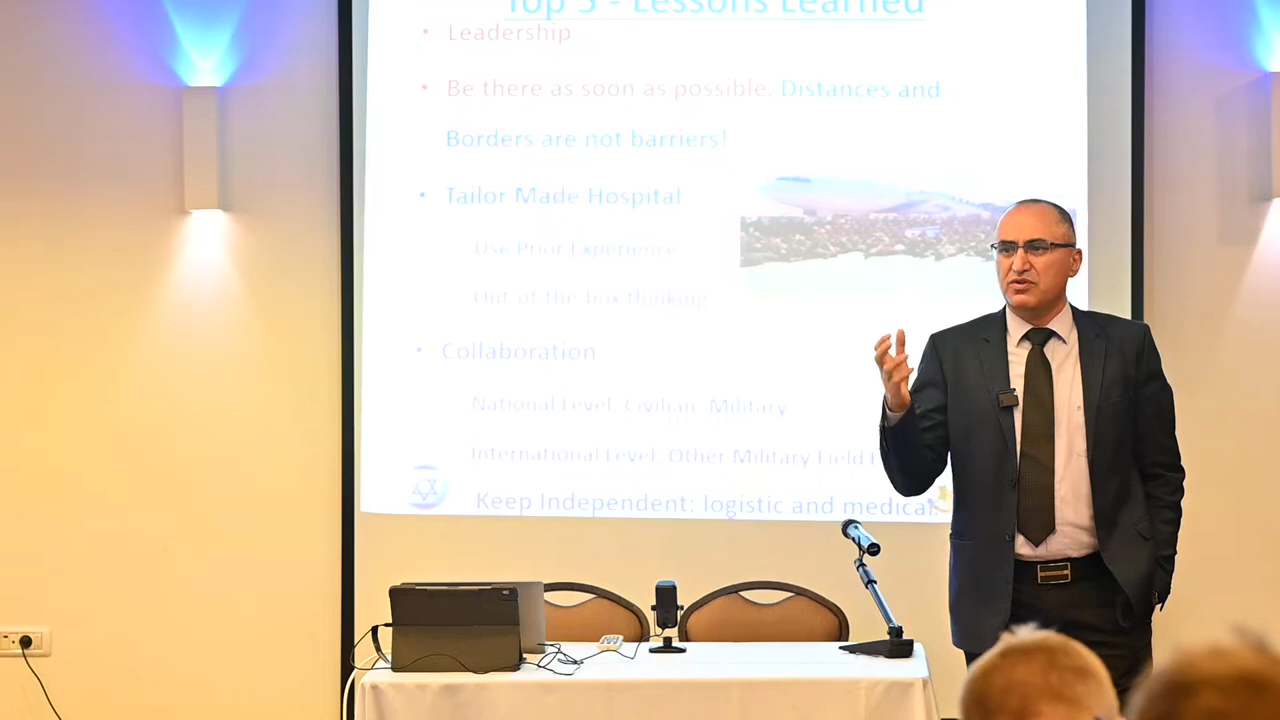 Top 5 - Lessons Learned
• Leadership
• Be there as soon as possible. Distances and
Borders are not barriers!
• Tailor Made Hospital
Use Prior Experience
Out of the box thinking
• Collaboration
National Level: Civilian, Military
International Level: Other Military Field
Keep Independent: logistic and medical.